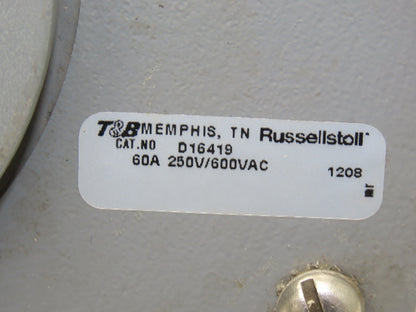 T&B MEMPHIS, TN Russellstoll
CAT.NO D16419
60A 250V/600VAC
1208